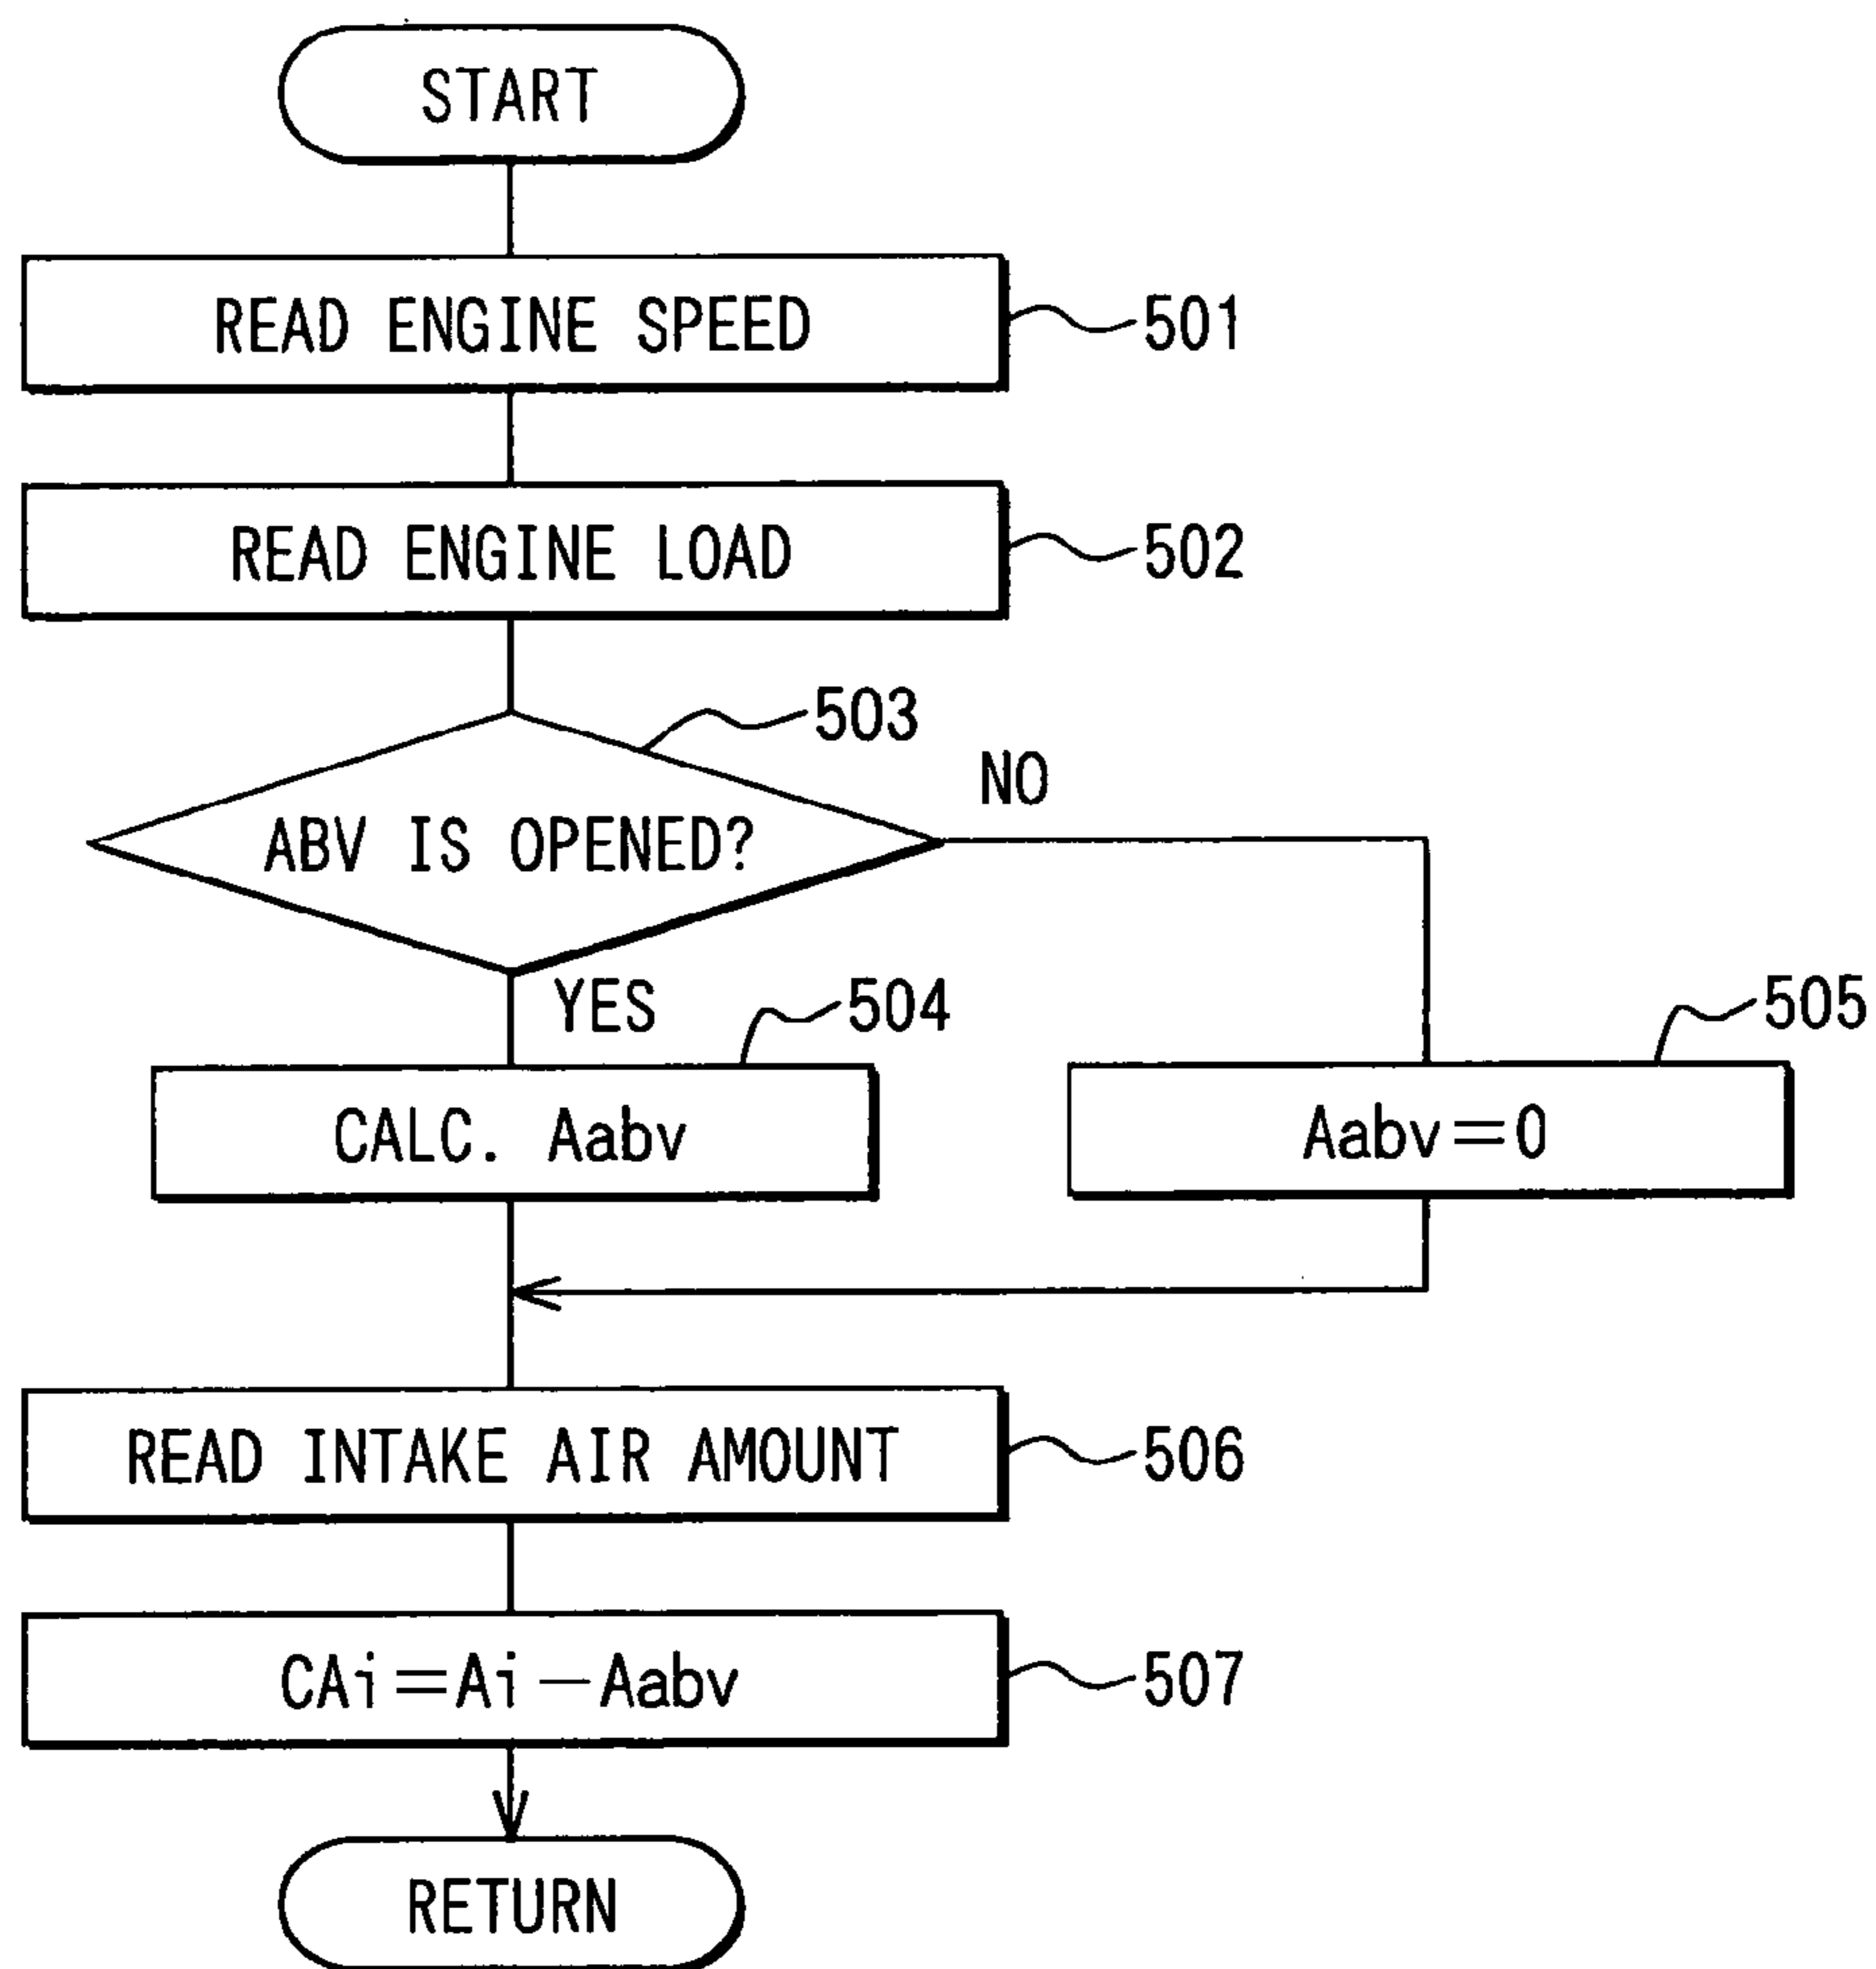 START
READ ENGINE SPEED
501
READ ENGINE LOAD
502
503
ABV IS OPENED?
NO
YES
504
CALC. Aabv
505
Aabv=0
READ INTAKE AIR AMOUNT
506
CAi=Ai-Aabv
507
RETURN